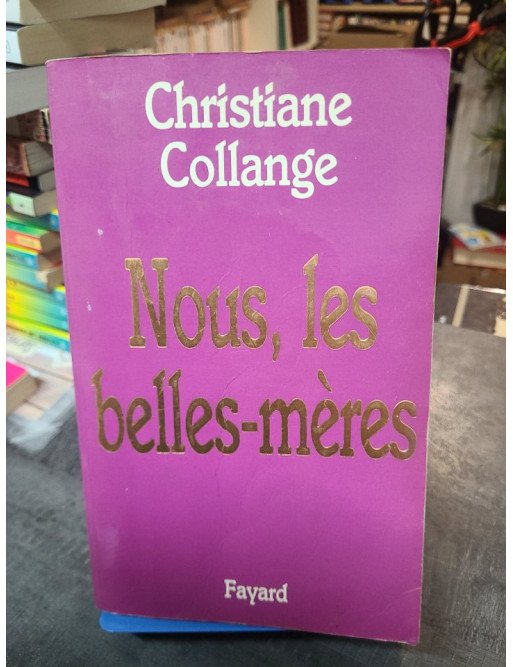 Christiane
Collange
Nous, les
belles-mères
Fayard